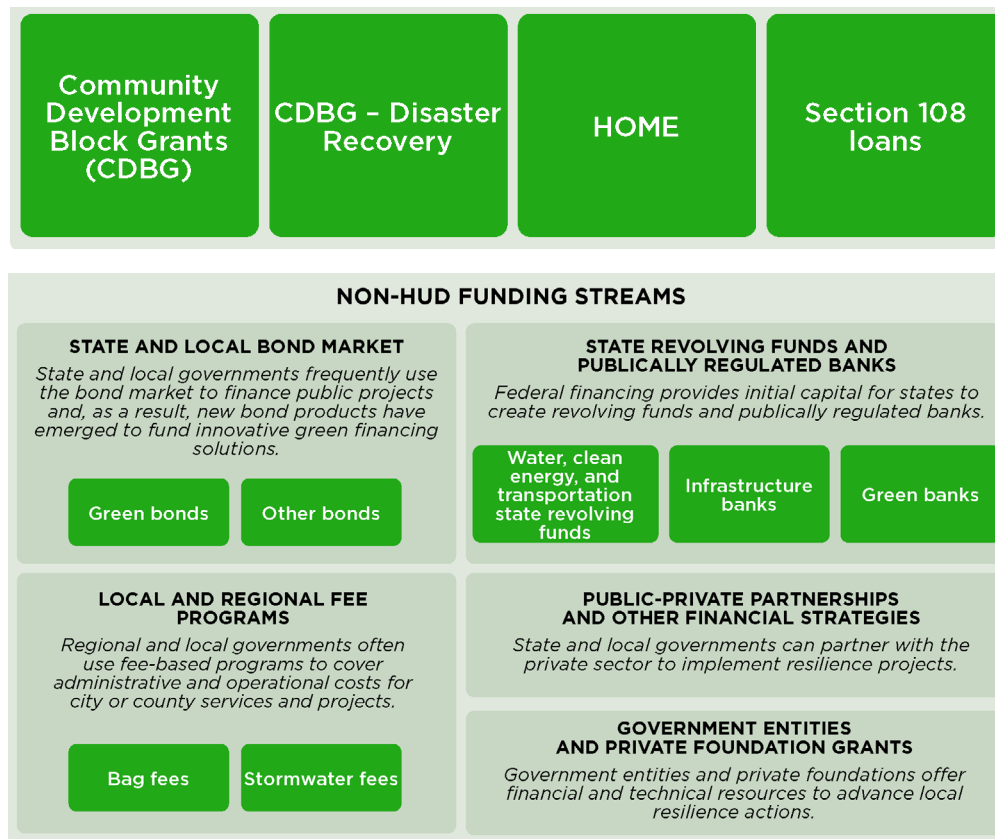 Community
Development
Block Grants
(CDBG)
CDBG – Disaster
Recovery
HOME
Section 108
loans
NON-HUD FUNDING STREAMS
STATE AND LOCAL BOND MARKET
State and local governments frequently use
the bond market to finance public projects
and, as a result, new bond products have
emerged to fund innovative green financing
solutions.
Green bonds
Other bonds
STATE REVOLVING FUNDS AND
PUBLICALLY REGULATED BANKS
Federal financing provides initial capital for states to
create revolving funds and publically regulated banks.
Water, clean
energy, and
transportation
state revolving
funds
Infrastructure
banks
Green banks
LOCAL AND REGIONAL FEE
PROGRAMS
Regional and local governments often
use fee-based programs to cover
administrative and operational costs for
city or county services and projects.
Bag fees
Stormwater fees
PUBLIC-PRIVATE PARTNERSHIPS
AND OTHER FINANCIAL STRATEGIES
State and local governments can partner with the
private sector to implement resilience projects.
GOVERNMENT ENTITIES
AND PRIVATE FOUNDATION GRANTS
Government entities and private foundations offer
financial and technical resources to advance local
resilience actions.